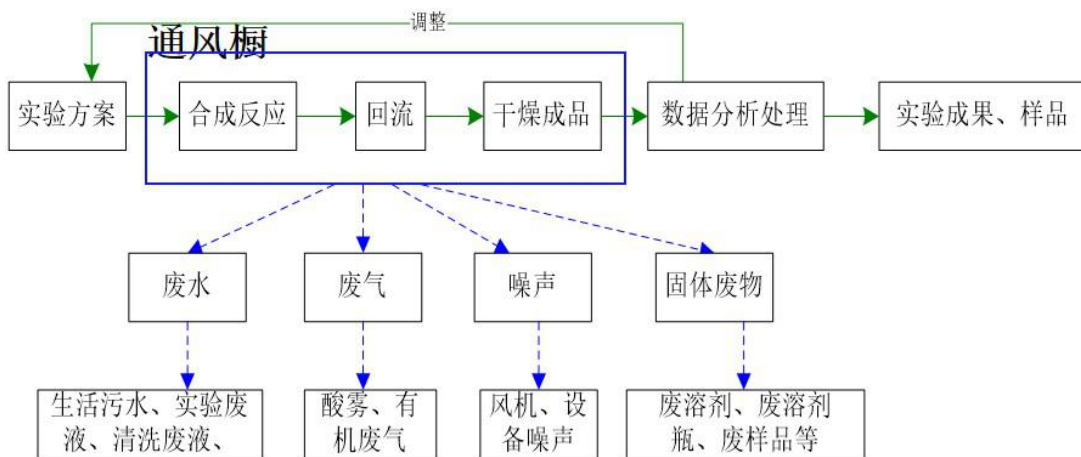 调整
通风橱
实验方案
合成反应
回流
干燥成品
数据分析处理
实验成果、样品
废水
废气
噪声
固体废物
生活污水、实验废
液、清洗废液、
酸雾、有
机废气
风机、设
备噪声
废溶剂、废溶剂
瓶、废样品等